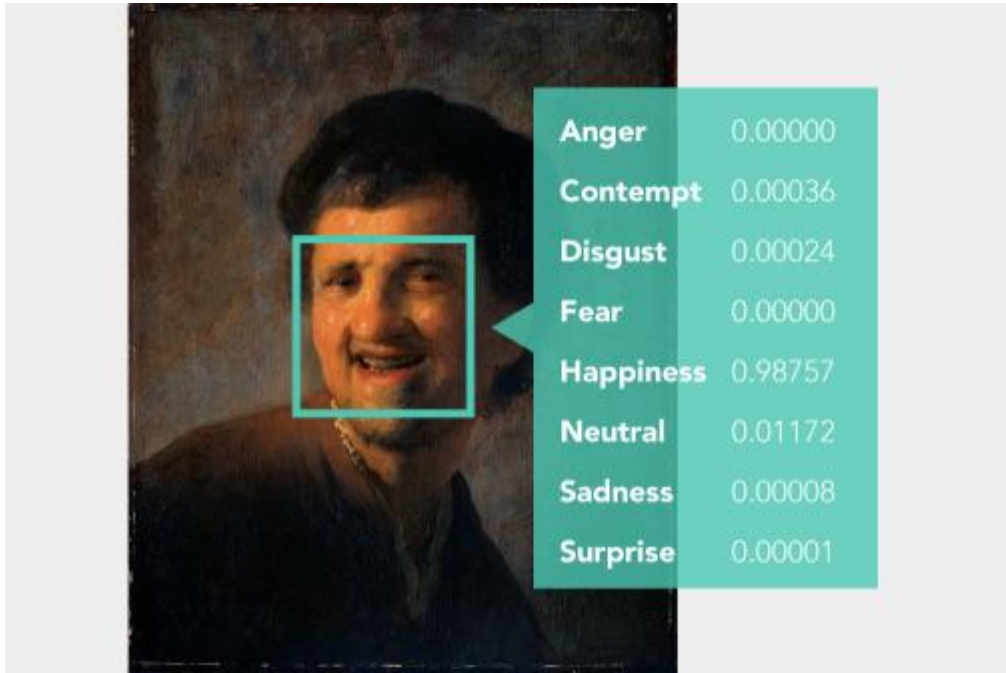 Anger 0.00000
Contempt 0.00036
Disgust 0.00024
Fear 0.00000
Happiness 0.98757
Neutral 0.01172
Sadness 0.00008
Surprise 0.00001